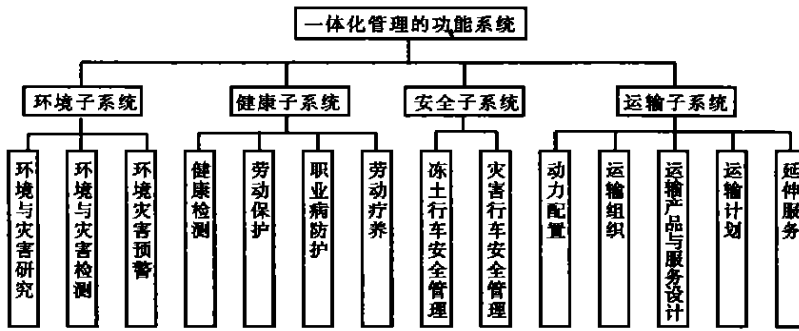 一体化管理的功能系统
环境子系统
健康子系统
安全子系统
运输子系统
环境与灾害研究
环境与灾害检测
环境灾害预警
健康检测
劳动保护
职业病防护
劳动疗养
冻土行车安全管理
灾害行车安全管理
动力配置
运输组织
运输产品与服务设计
运输计划
延伸服务